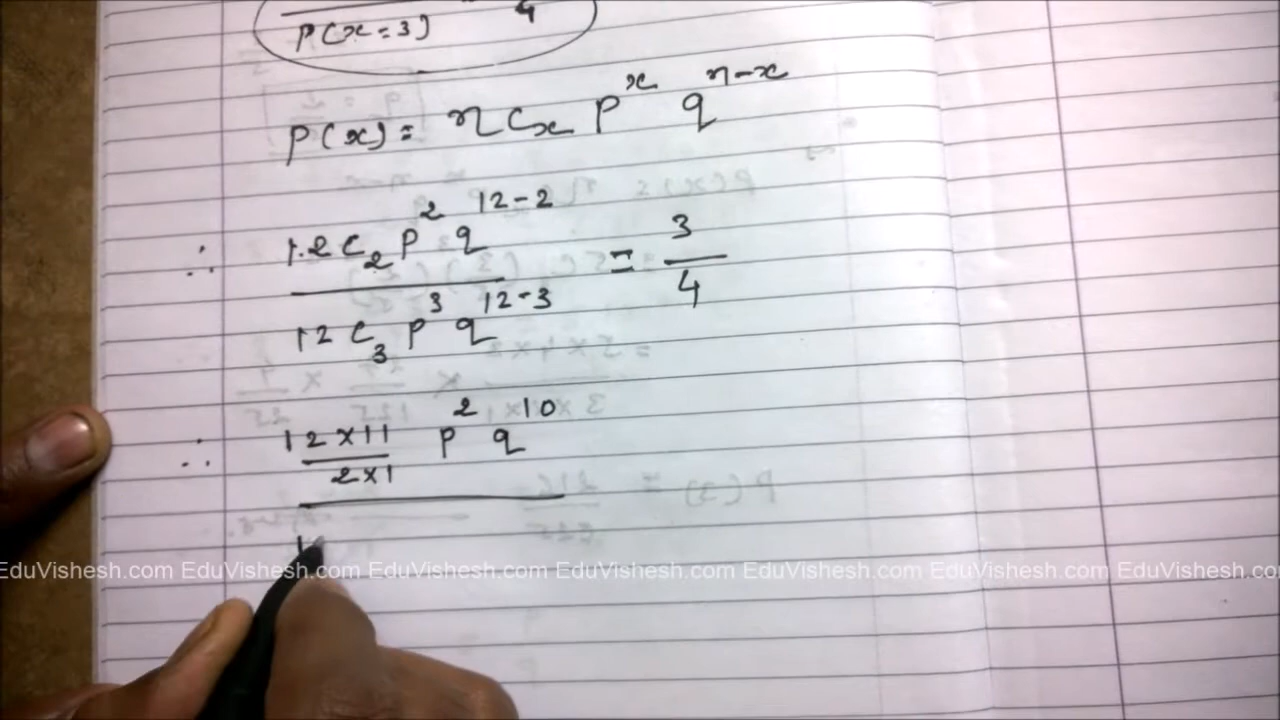 P(x=3) 4
P(x) = nCx p^x q^n-x
∴ 12C2 p^2 q^12-2 = 3
12C3 p^3 q^12-3 4
∴ 12×11 p^2 q^10
2×1
1
EduVishesh.com EduVishesh.com EduVishesh.com EduVishesh.com EduVishesh.com EduVishesh.com EduVishesh.com